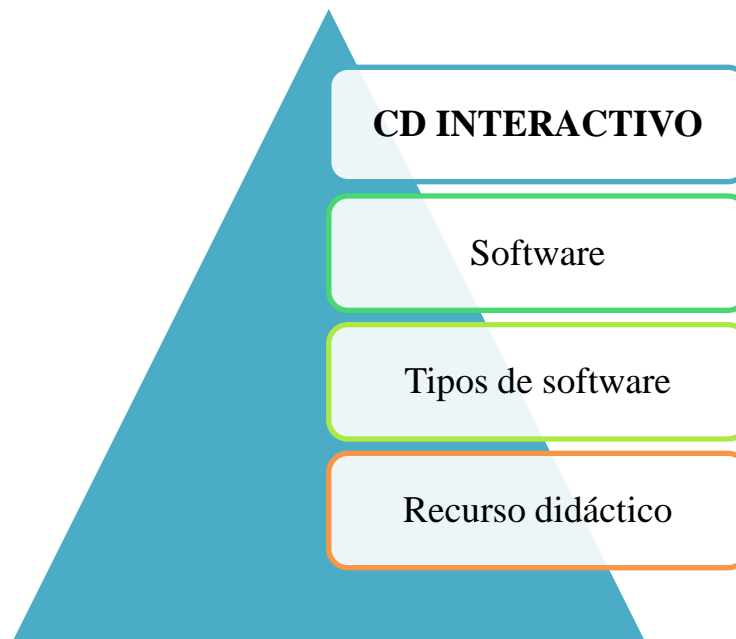 CD INTERACTIVO
Software
Tipos de software
Recurso didáctico